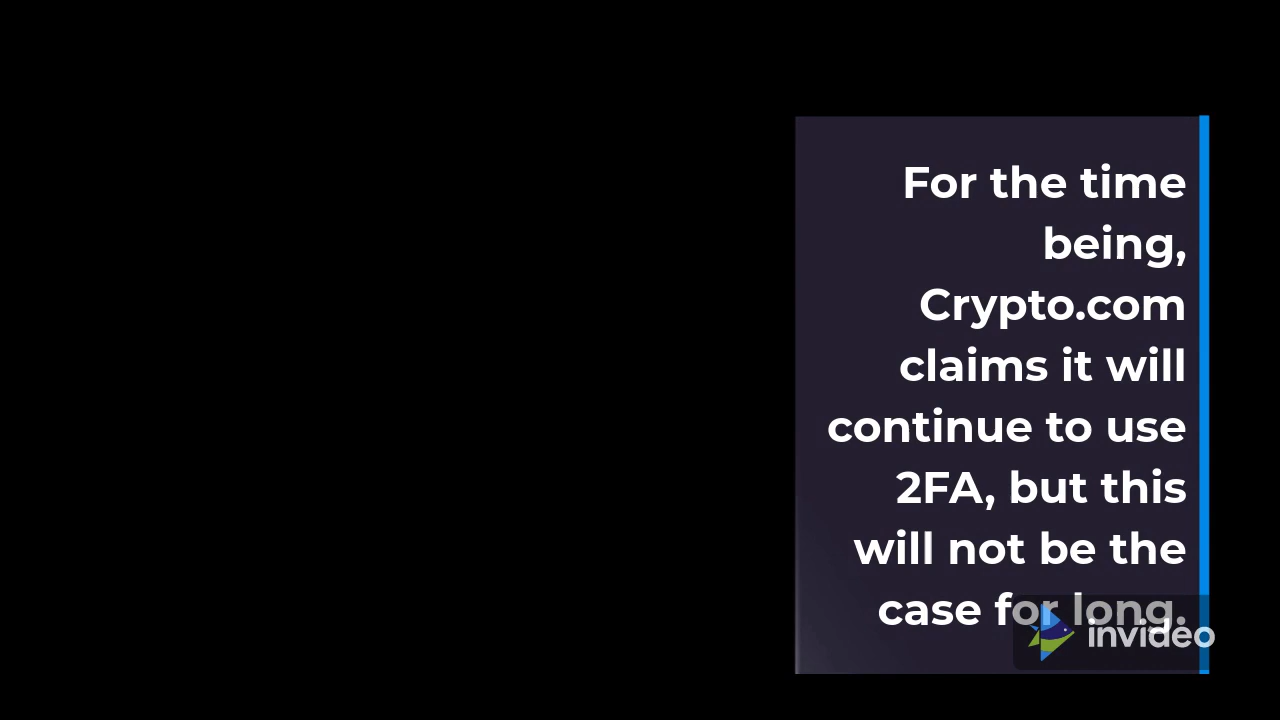 For the time
being,
Crypto.com
claims it will
continue to use
2FA, but this
will not be the
case for long.
invideo